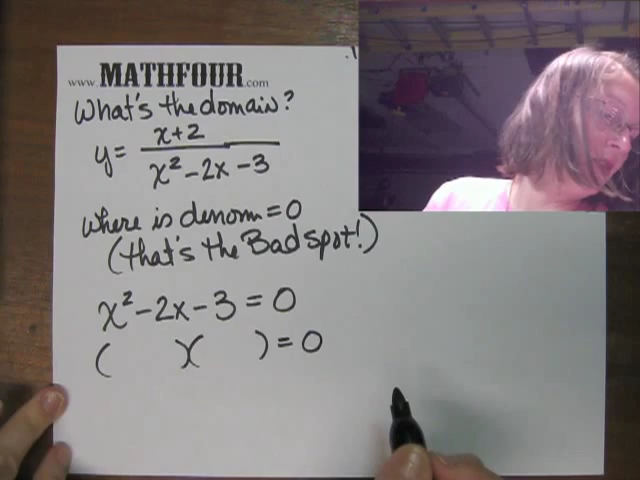 www.MATHFOUR.com
What's the domain?
y = x+2 / x² - 2x - 3
where is denom = 0
(that's the Bad spot!)
x² - 2x - 3 = 0
(      )(      ) = 0